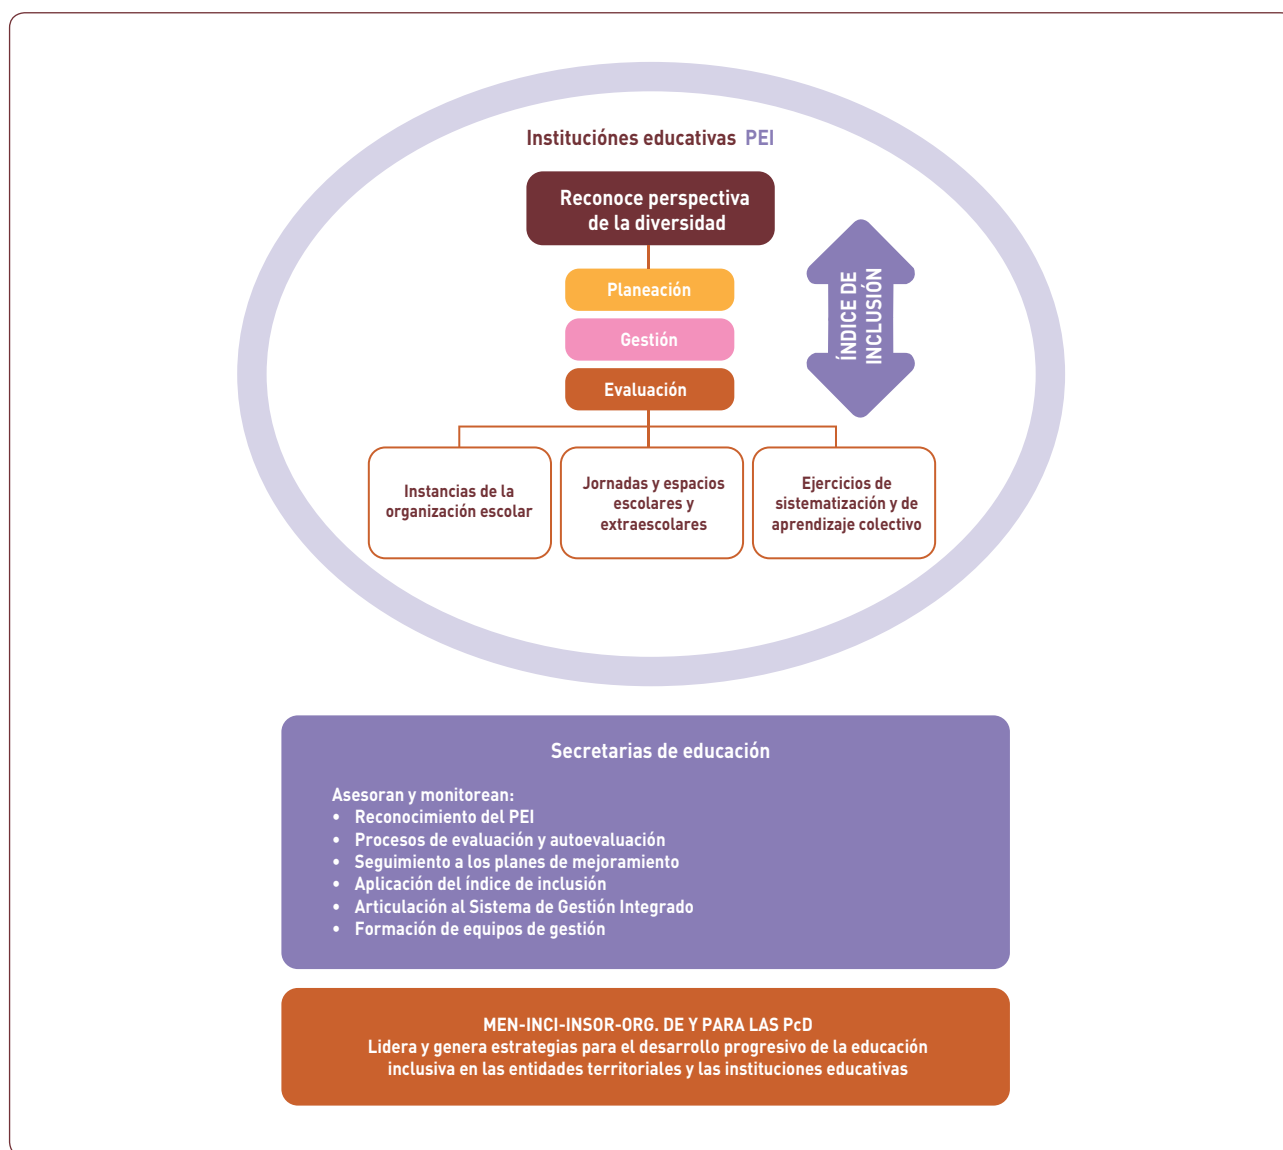 Instituciónes educativas PEI
Reconoce perspectiva
de la diversidad
Planeación
Gestión
Evaluación
ÍNDICE DE
INCLUSIÓN
Instancias de la
organización escolar
Jornadas y espacios
escolares y
extraescolares
Ejercicios de
sistematización y de
aprendizaje colectivo
Secretarias de educación
Asesoran y monitorean:
• Reconocimiento del PEI
• Procesos de evaluación y autoevaluación
• Seguimiento a los planes de mejoramiento
• Aplicación del índice de inclusión
• Articulación al Sistema de Gestión Integrado
• Formación de equipos de gestión
MEN-INCI-INSOR-ORG. DE Y PARA LAS PcD
Lidera y genera estrategias para el desarrollo progresivo de la educación
inclusiva en las entidades territoriales y las instituciones educativas